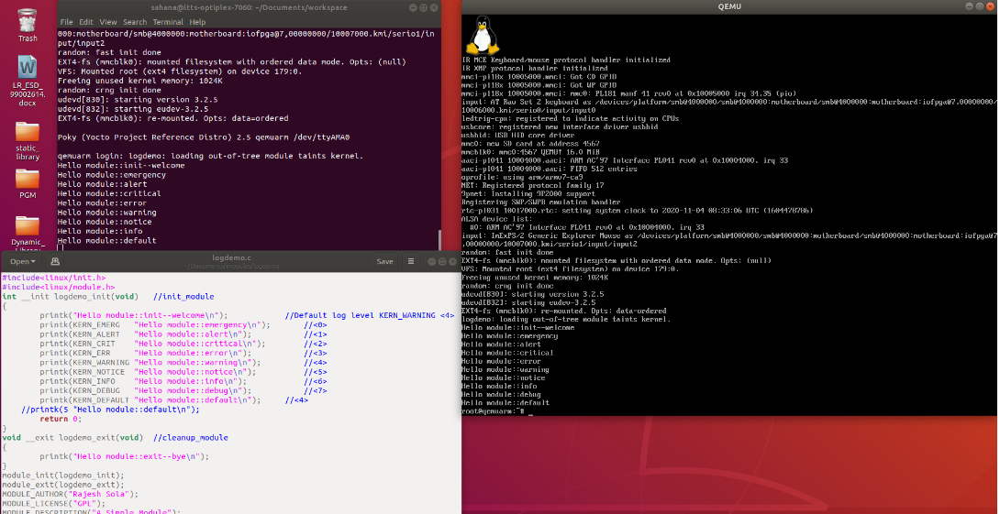 Trash
LR_ESD_
99002614.
docx
static_
library
PGM
Dynamic_
Library
sahana@ltts-optiplex-7060: ~/Documents/workspace
File Edit View Search Terminal Help
000:motherboard/smb@4000000:motherboard:iofpga@7,00000000/10007000.kmi/serio1/in
put/input2
random: fast init done
EXT4-fs (mmcblk0): mounted filesystem with ordered data mode. Opts: (null)
VFS: Mounted root (ext4 filesystem) on device 179:0.
Freeing unused kernel memory: 1024K
random: crng init done
udevd[830]: starting version 3.2.5
udevd[832]: starting eudev-3.2.5
EXT4-fs (mmcblk0): re-mounted. Opts: data=ordered
Poky (Yocto Project Reference Distro) 2.5 qemuarm /dev/ttyAMA0
qemuarm login: logdemo: loading out-of-tree module taints kernel.
Hello module::init--welcome
Hello module::emergency
Hello module::alert
Hello module::critical
Hello module::error
Hello module::warning
Hello module::notice
Hello module::info
Hello module::default
Open
logdemo.c
~/Documents/modules/logdemo
Save
#include<linux/init.h>
#include<linux/module.h>
int __init logdemo_init(void) //init_module
{
printk("Hello module::init--welcome\n"); //Default log level KERN_WARNING <4>
printk(KERN_EMERG "Hello module::emergency\n"); //<0>
printk(KERN_ALERT "Hello module::alert\n"); //<1>
printk(KERN_CRIT "Hello module::critical\n"); //<2>
printk(KERN_ERR "Hello module::error\n"); //<3>
printk(KERN_WARNING "Hello module::warning\n"); //<4>
printk(KERN_NOTICE "Hello module::notice\n"); //<5>
printk(KERN_INFO "Hello module::info\n"); //<6>
printk(KERN_DEBUG "Hello module::debug\n"); //<7>
printk(KERN_DEFAULT "Hello module::default\n"); //<4>
//printk(5 "Hello module::default\n");
return 0;
}
void __exit logdemo_exit(void) //cleanup_module
{
printk("Hello module::exit--bye\n");
}
module_init(logdemo_init);
module_exit(logdemo_exit);
MODULE_AUTHOR("Rajesh Sola");
MODULE_LICENSE("GPL");
MODULE_DESCRIPTION("A Simple Module");
QEMU
IR MCE Keyboard/mouse protocol handler initialized
IR XMP protocol handler initialized
mmci-pl18x 10005000.mmci: Got CD GPIO
mmci-pl18x 10005000.mmci: Got WP GPIO
mmci-pl18x 10005000.mmci: mmc0: PL181 manf 41 rev0 at 0x10005000 irq 34,35 (pio)
input: AT Raw Set 2 keyboard as /devices/platform/smb@4000000/smb@4000000:motherboard/smb@4000000:motherboard:iofpga@7,00000000/
10006000.kmi/serio0/input/input0
ledtrig-cpu: registered to indicate activity on CPUs
usbcore: registered new interface driver usbhid
usbhid: USB HID core driver
mmc0: new SD card at address 4567
mmcblk0: mmc0:4567 QEMU! 16.0 MiB
aaci-pl041 10004000.aaci: ARM AC'97 Interface PL041 rev0 at 0x10004000, irq 33
aaci-pl041 10004000.aaci: FIFO 512 entries
oprofile: using arm/armv7-ca9
NET: Registered protocol family 17
9pnet: Installing 9P2000 support
Registering SWP/SWPB emulation handler
rtc-pl031 10017000.rtc: setting system clock to 2020-11-04 08:33:06 UTC (1604478786)
ALSA device list:
#0: ARM AC'97 Interface PL041 rev0 at 0x10004000, irq 33
input: ImExPS/2 Generic Explorer Mouse as /devices/platform/smb@4000000/smb@4000000:motherboard/smb@4000000:motherboard:iofpga@7
,00000000/10007000.kmi/serio1/input/input2
random: fast init done
EXT4-fs (mmcblk0): mounted filesystem with ordered data mode. Opts: (null)
VFS: Mounted root (ext4 filesystem) on device 179:0.
Freeing unused kernel memory: 1024K
random: crng init done
udevd[830]: starting version 3.2.5
udevd[832]: starting eudev-3.2.5
EXT4-fs (mmcblk0): re-mounted. Opts: data=ordered
logdemo: loading out-of-tree module taints kernel.
Hello module::init--welcome
Hello module::emergency
Hello module::alert
Hello module::critical
Hello module::error
Hello module::warning
Hello module::notice
Hello module::info
Hello module::debug
Hello module::default
root@qemuarm:~#